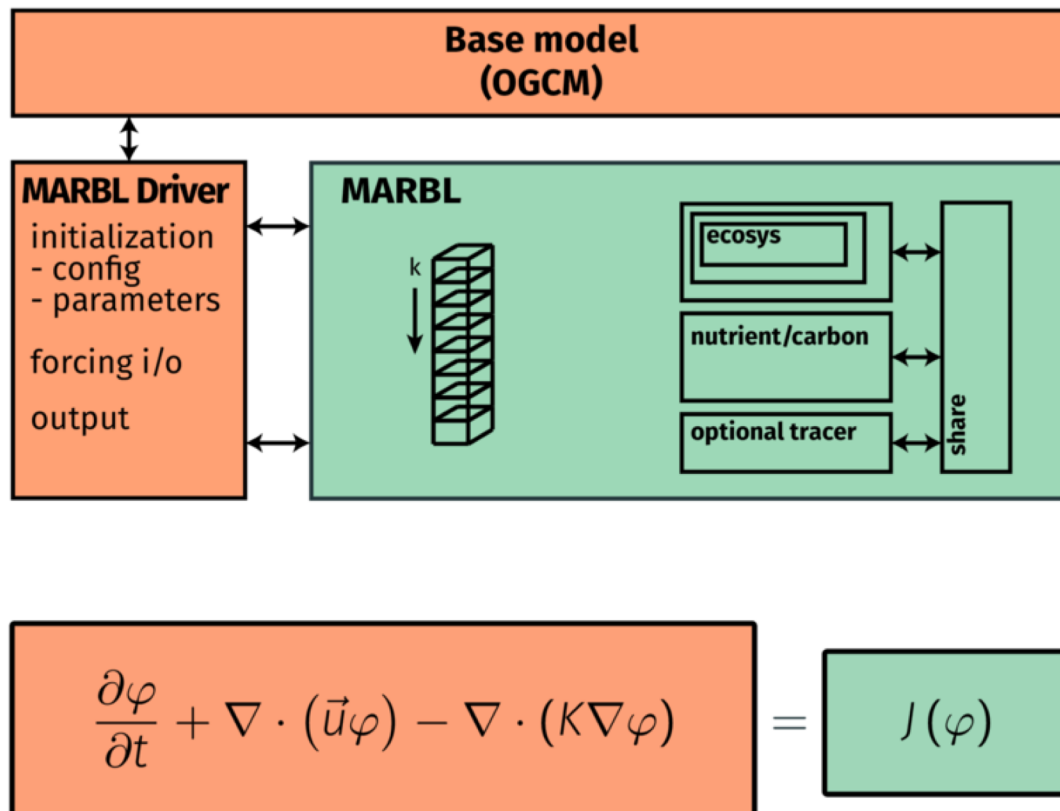 Base model
(OGCM)
MARBL Driver
initialization
- config
- parameters
forcing i/o
output
MARBL
k
ecosys
nutrient/carbon
optional tracer
share
∂φ/∂t + ∇ · (u⃗φ) − ∇ · (K∇φ) = J (φ)